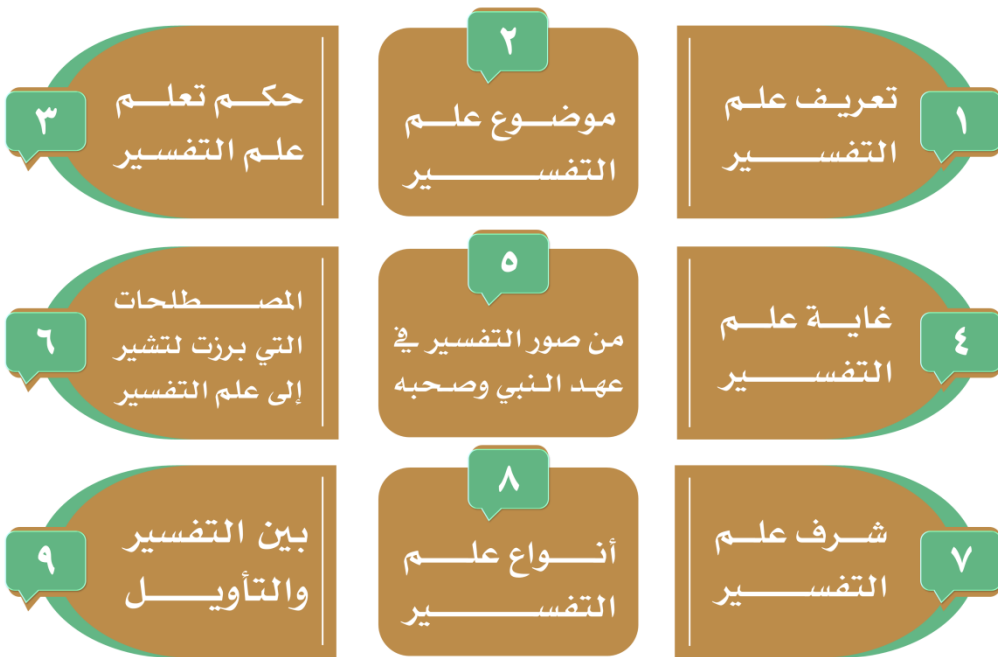 ١
تعريف علم
التفسير
٢
موضوع علم
التفسير
٣
حكم تعلم
علم التفسير
٤
غاية علم
التفسير
٥
من صور التفسير في
عهد النبي وصحبه
٦
المصطلحات
التي برزت لتشير
إلى علم التفسير
٧
شرف علم
التفسير
٨
أنواع علم
التفسير
٩
بين التفسير
والتأويل